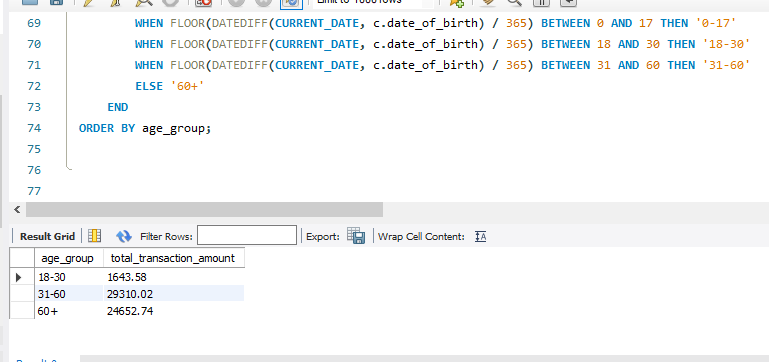 69 WHEN FLOOR(DATEDIFF(CURRENT_DATE, c.date_of_birth) / 365) BETWEEN 0 AND 17 THEN '0-17'
70 WHEN FLOOR(DATEDIFF(CURRENT_DATE, c.date_of_birth) / 365) BETWEEN 18 AND 30 THEN '18-30'
71 WHEN FLOOR(DATEDIFF(CURRENT_DATE, c.date_of_birth) / 365) BETWEEN 31 AND 60 THEN '31-60'
72 ELSE '60+'
73 END
74 ORDER BY age_group;
75
76
77
Result Grid Filter Rows: Export: Wrap Cell Content:
age_group total_transaction_amount
18-30 1643.58
31-60 29310.02
60+ 24652.74